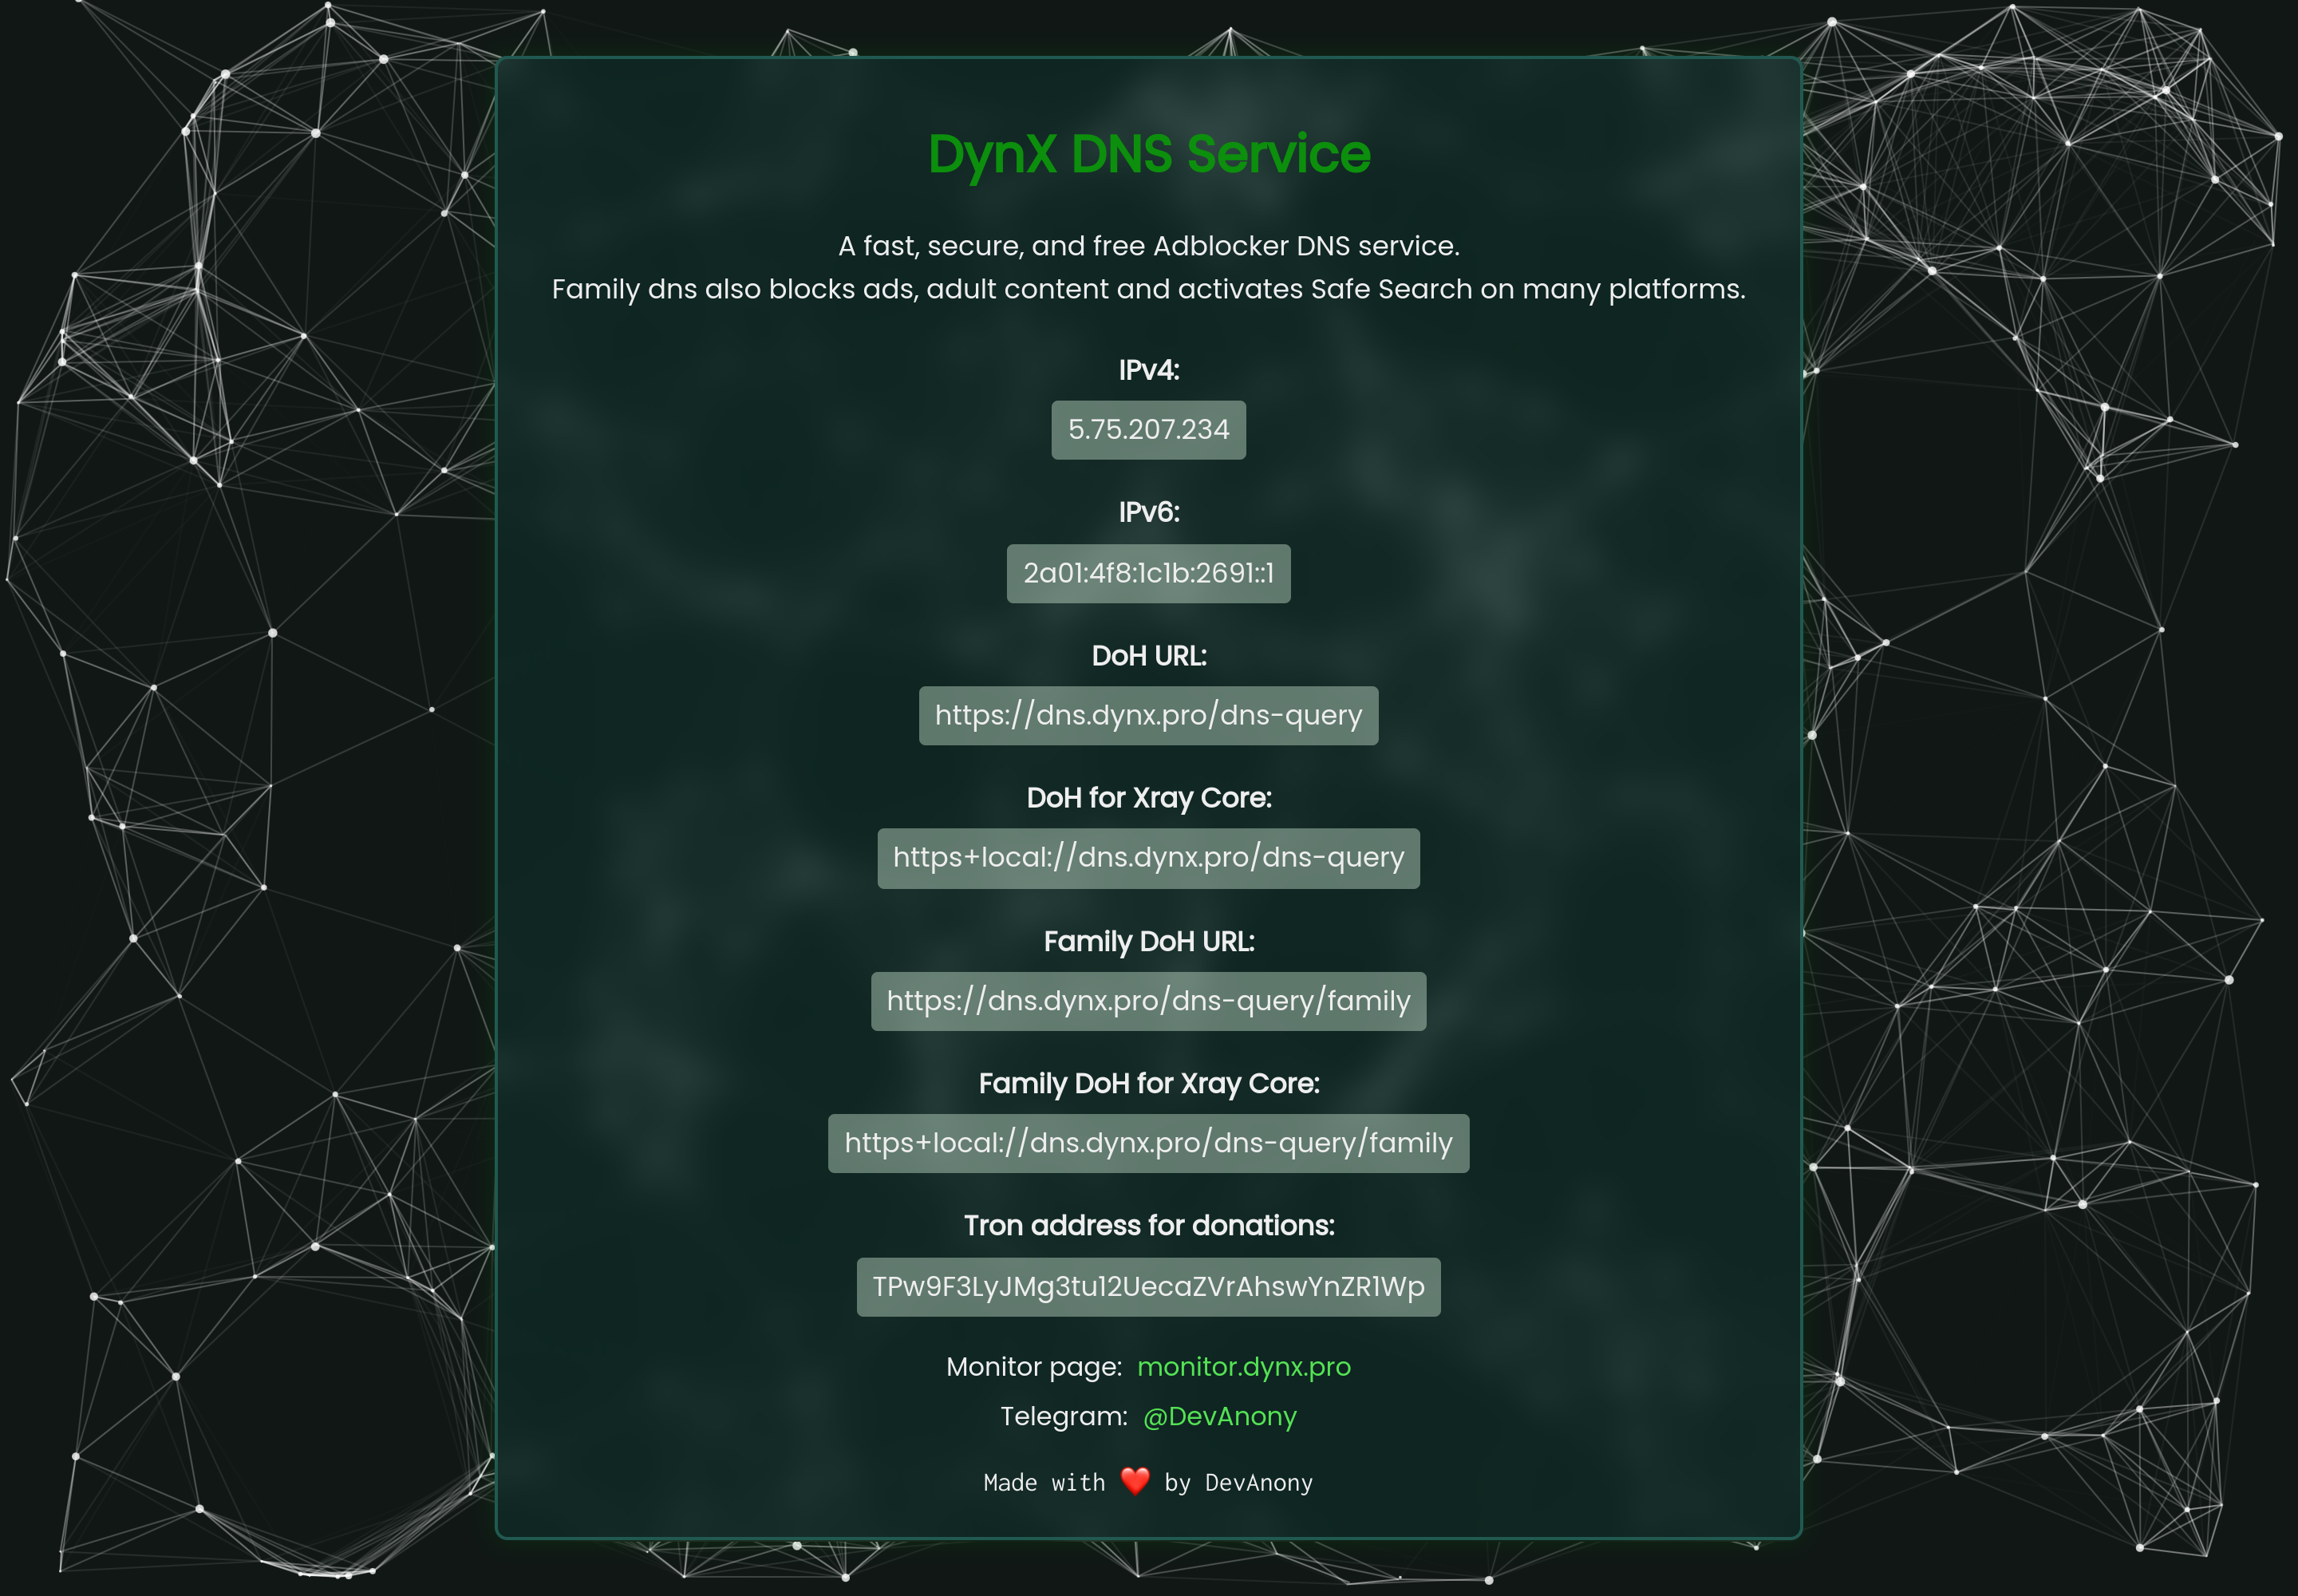 DynX DNS Service
A fast, secure, and free Adblocker DNS service.
Family dns also blocks ads, adult content and activates Safe Search on many platforms.
IPv4:
5.75.207.234
IPv6:
2a01:4f8:1c1b:2691::1
DoH URL:
https://dns.dynx.pro/dns-query
DoH for Xray Core:
https+local://dns.dynx.pro/dns-query
Family DoH URL:
https://dns.dynx.pro/dns-query/family
Family DoH for Xray Core:
https+local://dns.dynx.pro/dns-query/family
Tron address for donations:
TPw9F3LyJMg3tu12UecaZVrAhswYnZR1Wp
Monitor page: monitor.dynx.pro
Telegram: @DevAnony
Made with ❤️ by DevAnony